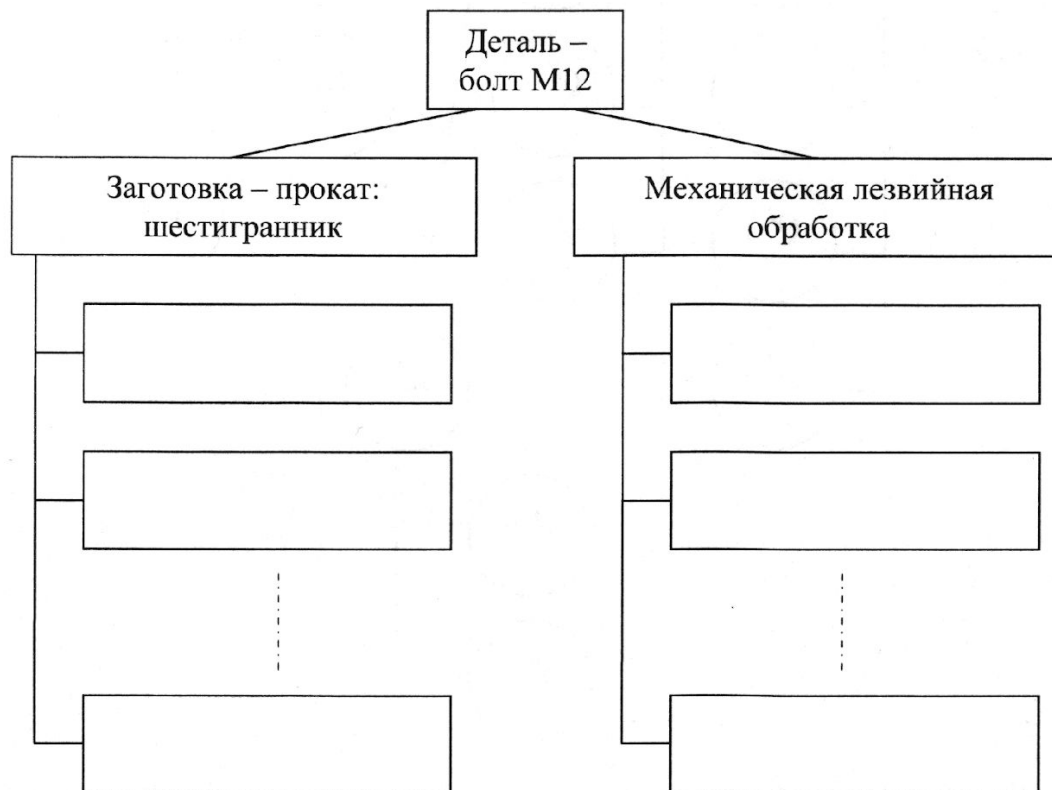 Деталь –
болт М12
Заготовка – прокат:
шестигранник
Механическая лезвийная
обработка